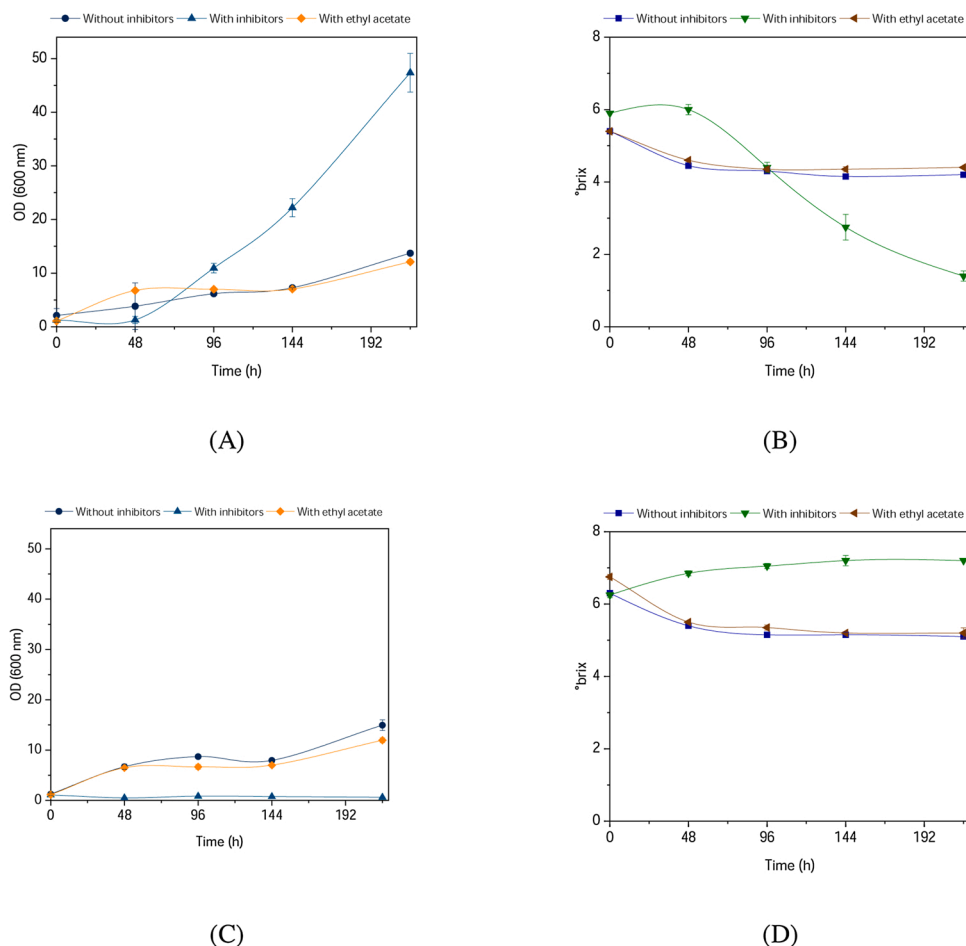 Without inhibitors With inhibitors With ethyl acetate
50
40
30
20
10
0
OD (600 nm)
0 48 96 144 192
Time (h)
(A)
Without inhibitors With inhibitors With ethyl acetate
8
6
4
2
0
°brix
0 48 96 144 192
Time (h)
(B)
Without inhibitors With inhibitors With ethyl acetate
50
40
30
20
10
0
OD (600 nm)
0 48 96 144 192
Time (h)
(C)
Without inhibitors With inhibitors With ethyl acetate
8
6
4
2
0
°brix
0 48 96 144 192
Time (h)
(D)